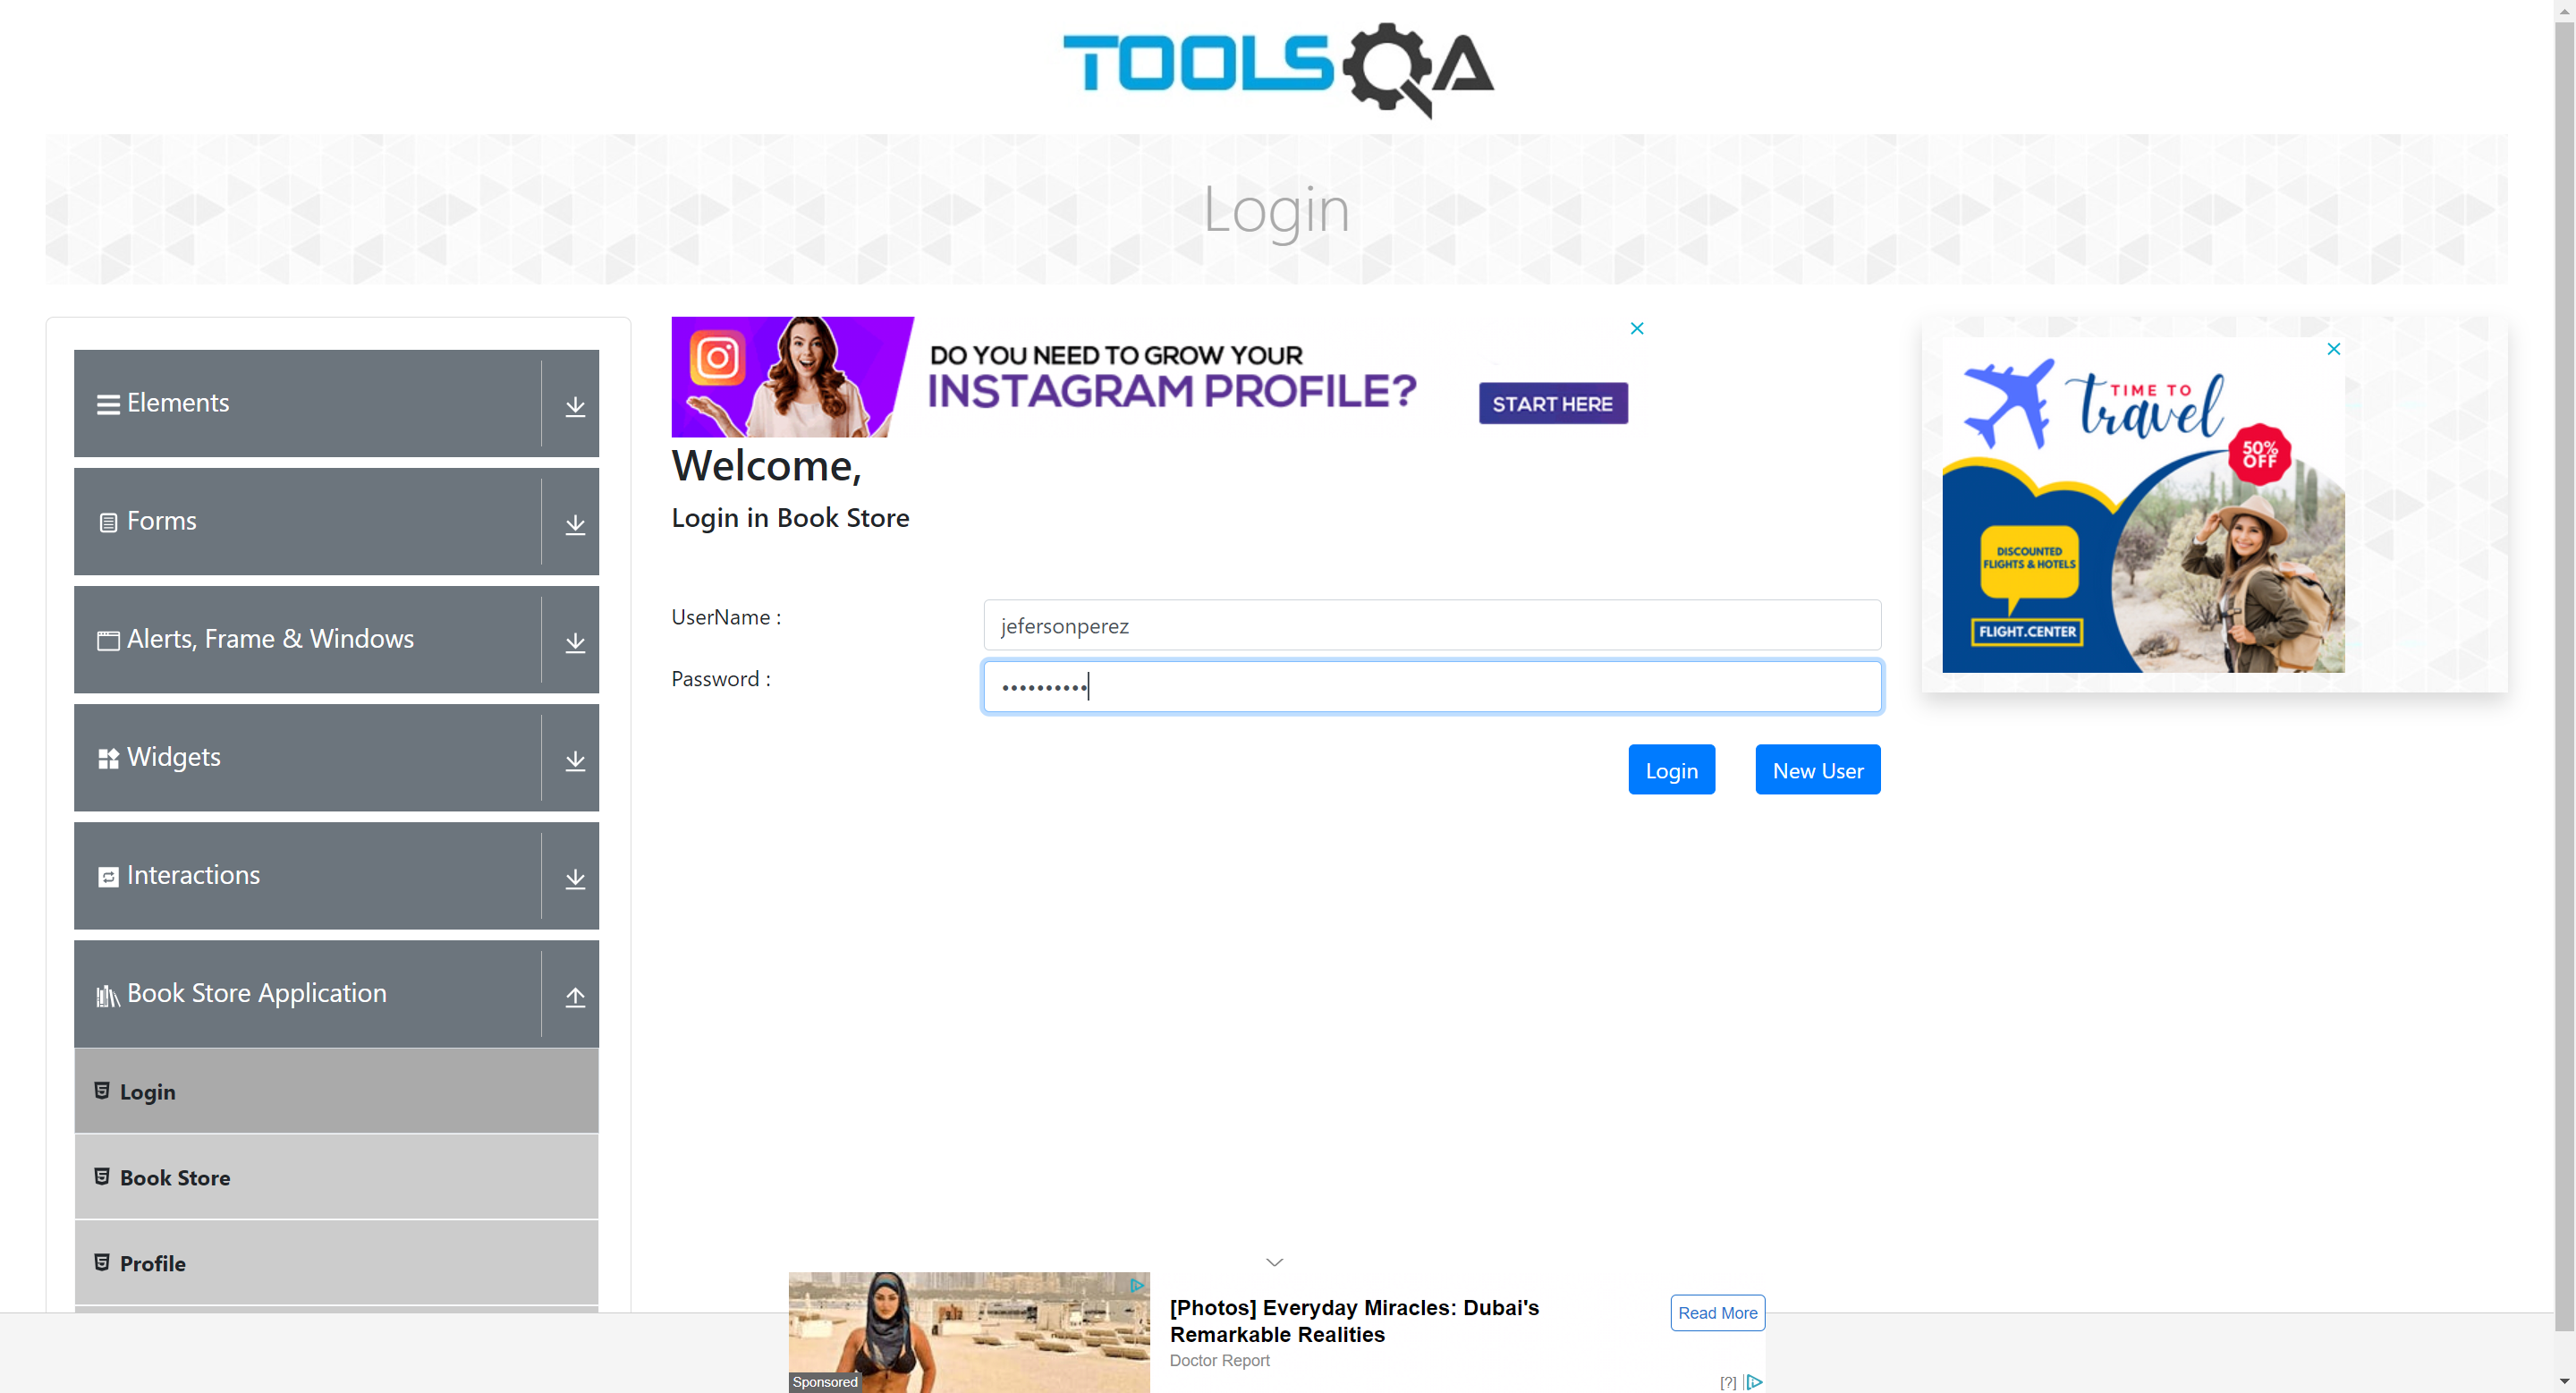 TOOLSQA
Login
Elements
Forms
Alerts, Frame & Windows
Widgets
Interactions
Book Store Application
Login
Book Store
Profile
DO YOU NEED TO GROW YOUR
INSTAGRAM PROFILE?
START HERE
Welcome,
Login in Book Store
UserName :
jefersonperez
Password :
••••••••••
Login
New User
TIME TO
travel
50%
OFF
DISCOUNTED
FLIGHTS & HOTELS
FLIGHT.CENTER
Sponsored
[Photos] Everyday Miracles: Dubai's
Remarkable Realities
Doctor Report
Read More
[?]